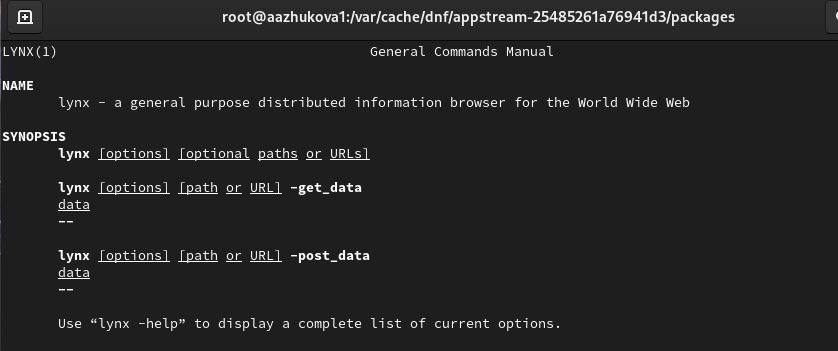 root@aazhukova1:/var/cache/dnf/appstream-25485261a76941d3/packages
LYNX(1) General Commands Manual
NAME
lynx - a general purpose distributed information browser for the World Wide Web
SYNOPSIS
lynx [options] [optional paths or URLs]
lynx [options] [path or URL] -get_data
data
--
lynx [options] [path or URL] -post_data
data
--
Use “lynx -help” to display a complete list of current options.